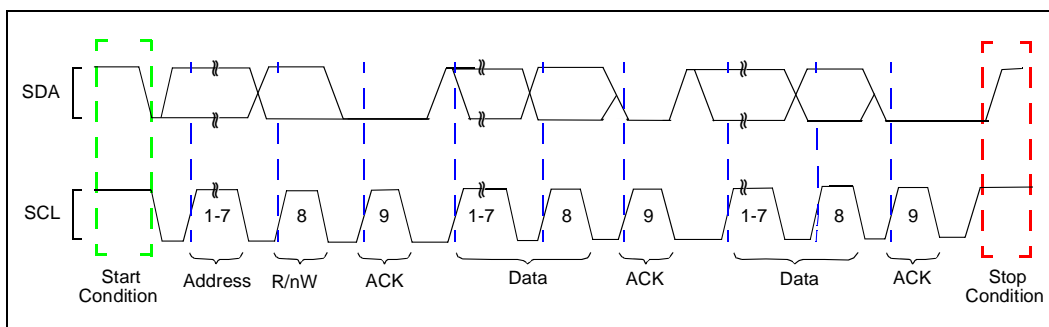 SDA
SCL
1-7
8
9
1-7
8
9
1-7
8
9
Start
Condition
Address
R/nW
ACK
Data
ACK
Data
ACK
Stop
Condition